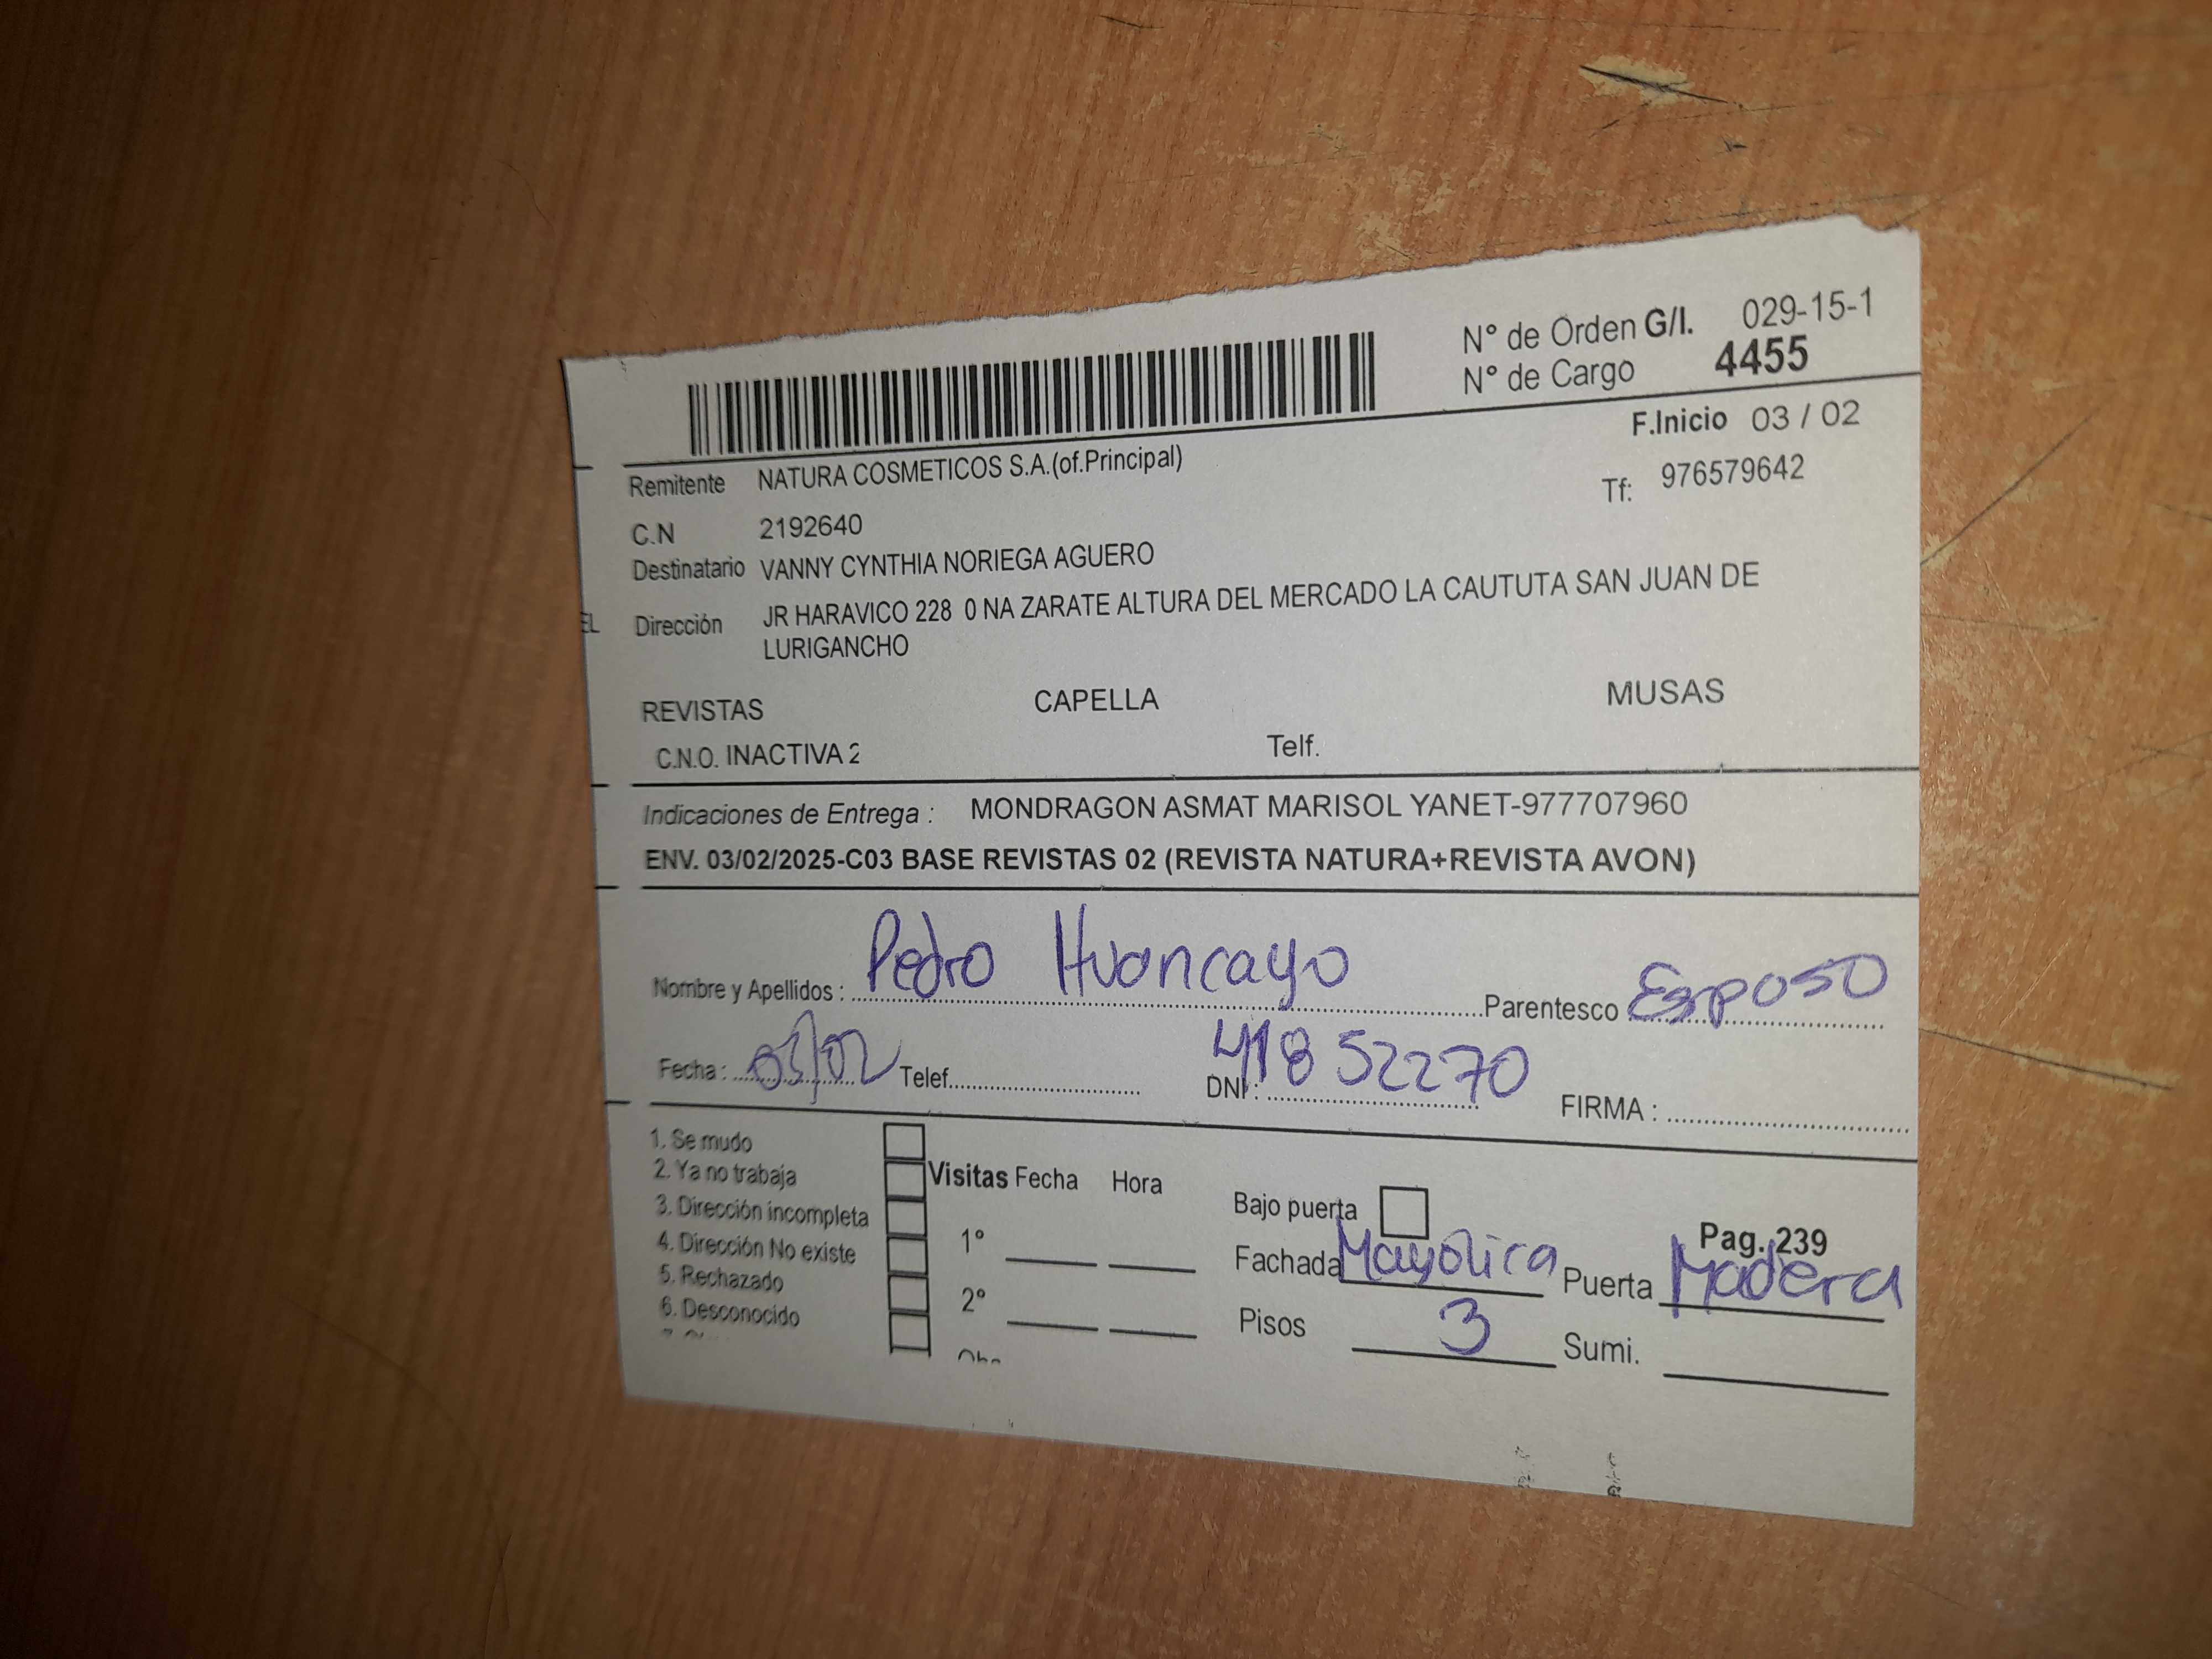 N° de Orden G/I. 029-15-1
N° de Cargo 4455
F.Inicio 03 / 02
Remitente NATURA COSMETICOS S.A.(of.Principal)
Tf: 976579642
C.N 2192640
Destinatario VANNY CYNTHIA NORIEGA AGUERO
EL Dirección JR HARAVICO 228 0 NA ZARATE ALTURA DEL MERCADO LA CAUTUTA SAN JUAN DE
LURIGANCHO
REVISTAS CAPELLA MUSAS
C.N.O. INACTIVA 2 Telf.
Indicaciones de Entrega : MONDRAGON ASMAT MARISOL YANET-977707960
ENV. 03/02/2025-C03 BASE REVISTAS 02 (REVISTA NATURA+REVISTA AVON)
Nombre y Apellidos : Pedro Huancayo Parentesco Esposo
Fecha : 03/02 Telef. DNI : 41852270 FIRMA :
1. Se mudo
2. Ya no trabaja Visitas Fecha Hora
Bajo puerta
3. Dirección incompleta
Pag. 239
4. Dirección No existe 1° Fachada Mayolica Puerta Madera
5. Rechazado
6. Desconocido 2° Pisos 3 Sumi.